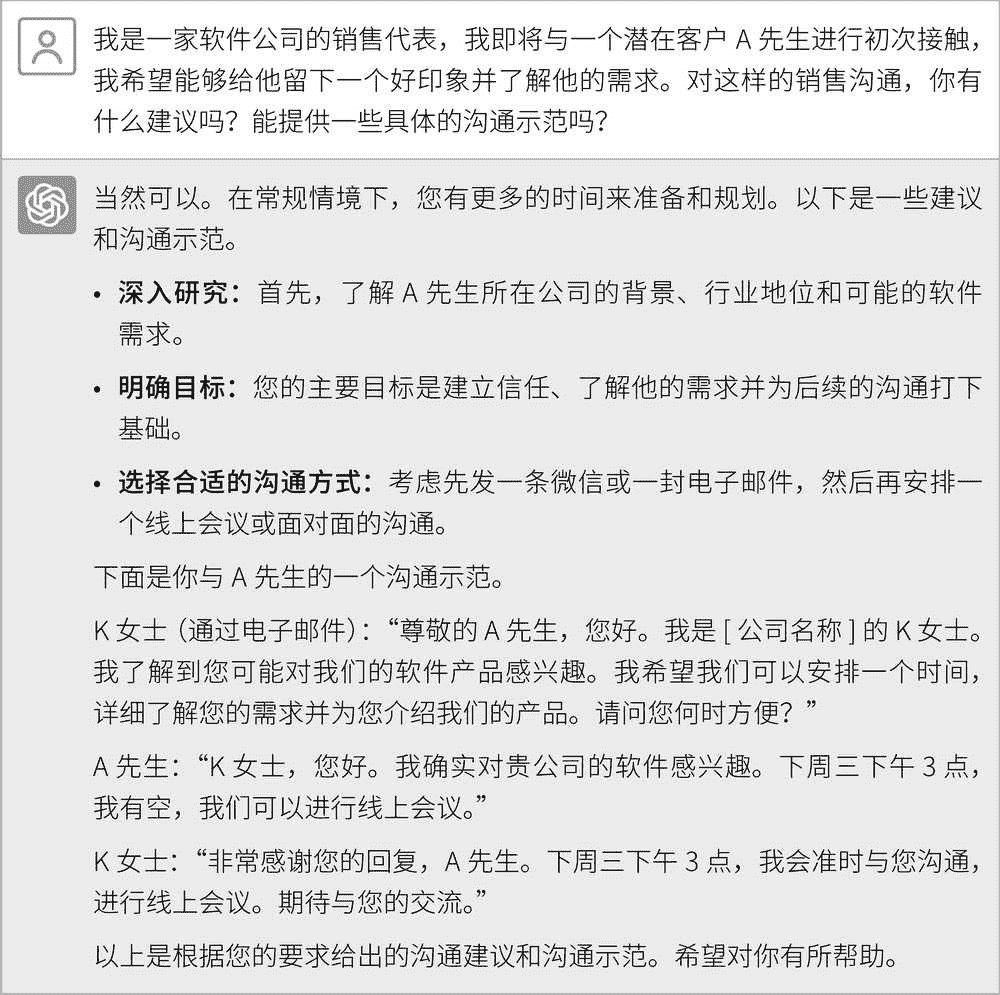 我是一家软件公司的销售代表，我即将与一个潜在客户 A 先生进行初次接触，
我希望能够给他留下一个好印象并了解他的需求。对这样的销售沟通，你有
什么建议吗？能提供一些具体的沟通示范吗？
当然可以。在常规情境下，您有更多的时间来准备和规划。以下是一些建议
和沟通示范。
• 深入研究：首先，了解 A 先生所在公司的背景、行业地位和可能的软件
需求。
• 明确目标：您的主要目标是建立信任、了解他的需求并为后续的沟通打下
基础。
• 选择合适的沟通方式：考虑先发一条微信或一封电子邮件，然后再安排一
个线上会议或面对面的沟通。
下面是你与 A 先生的一个沟通示范。
K 女士（通过电子邮件）：“尊敬的 A 先生，您好。我是 [ 公司名称 ] 的 K 女士。
我了解到您可能对我们的软件产品感兴趣。我希望我们可以安排一个时间，
详细了解您的需求并为您介绍我们的产品。请问您何时方便？”
A 先生：“K 女士，您好。我确实对贵公司的软件感兴趣。下周三下午 3 点，
我有空，我们可以进行线上会议。”
K 女士：“非常感谢您的回复，A 先生。下周三下午 3 点，我会准时与您沟通，
进行线上会议。期待与您的交流。”
以上是根据您的要求给出的沟通建议和沟通示范。希望对你有所帮助。